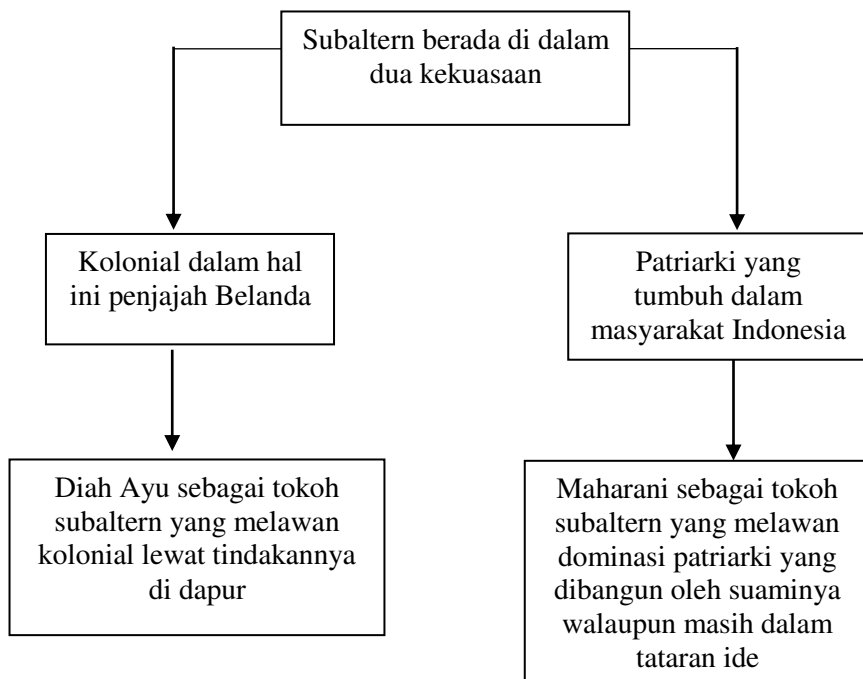 Subaltern berada di dalam
dua kekuasaan
Kolonial dalam hal
ini penjajah Belanda
Patriarki yang
tumbuh dalam
masyarakat Indonesia
Diah Ayu sebagai tokoh
subaltern yang melawan
kolonial lewat tindakannya
di dapur
Maharani sebagai tokoh
subaltern yang melawan
dominasi patriarki yang
dibangun oleh suaminya
walaupun masih dalam
tataran ide